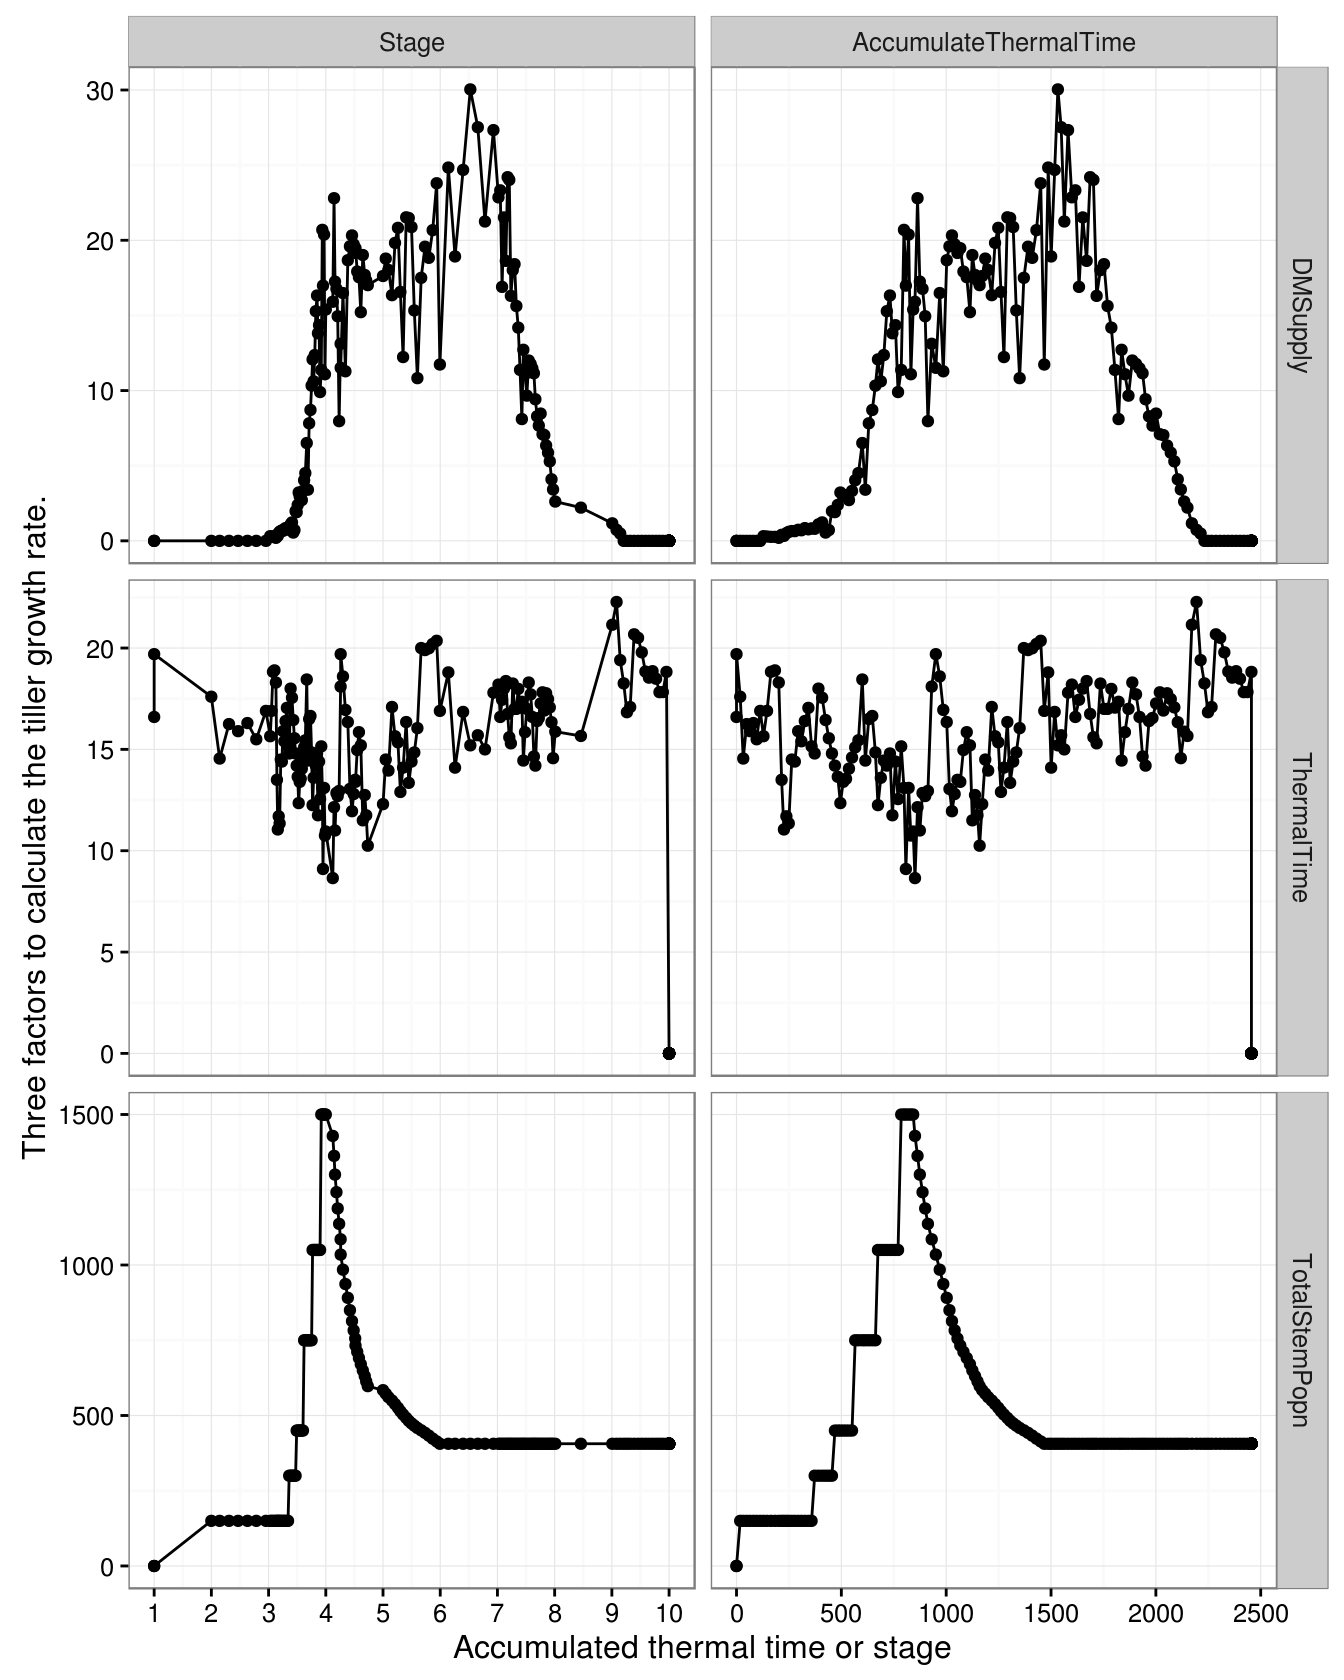 Stage
AccumulateThermalTime
30
20
10
0
DMSupply
20
15
10
5
0
ThermalTime
1500
1000
500
0
TotalStemPopn
1 2 3 4 5 6 7 8 9 10
0 500 1000 1500 2000 2500
Accumulated thermal time or stage
Three factors to calculate the tiller growth rate.